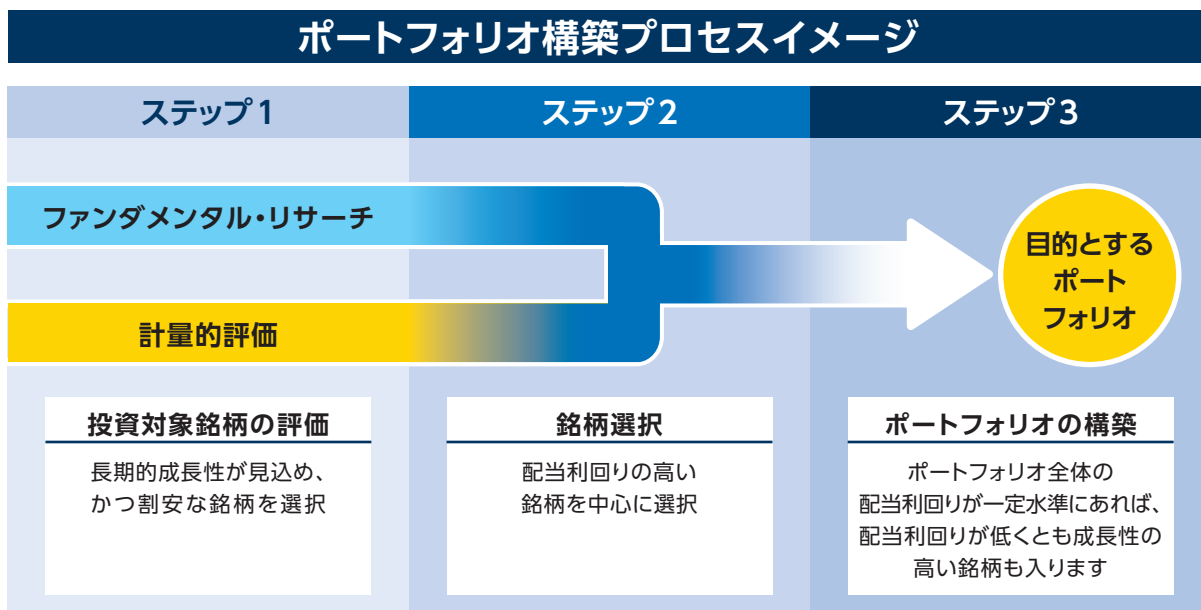 ポートフォリオ構築プロセスイメージ
ステップ1
ステップ2
ステップ3
ファンダメンタル・リサーチ
計量的評価
目的とする
ポート
フォリオ
投資対象銘柄の評価
長期的成長性が見込め、
かつ割安な銘柄を選択
銘柄選択
配当利回りの高い
銘柄を中心に選択
ポートフォリオの構築
ポートフォリオ全体の
配当利回りが一定水準にあれば、
配当利回りが低くとも成長性の
高い銘柄も入ります